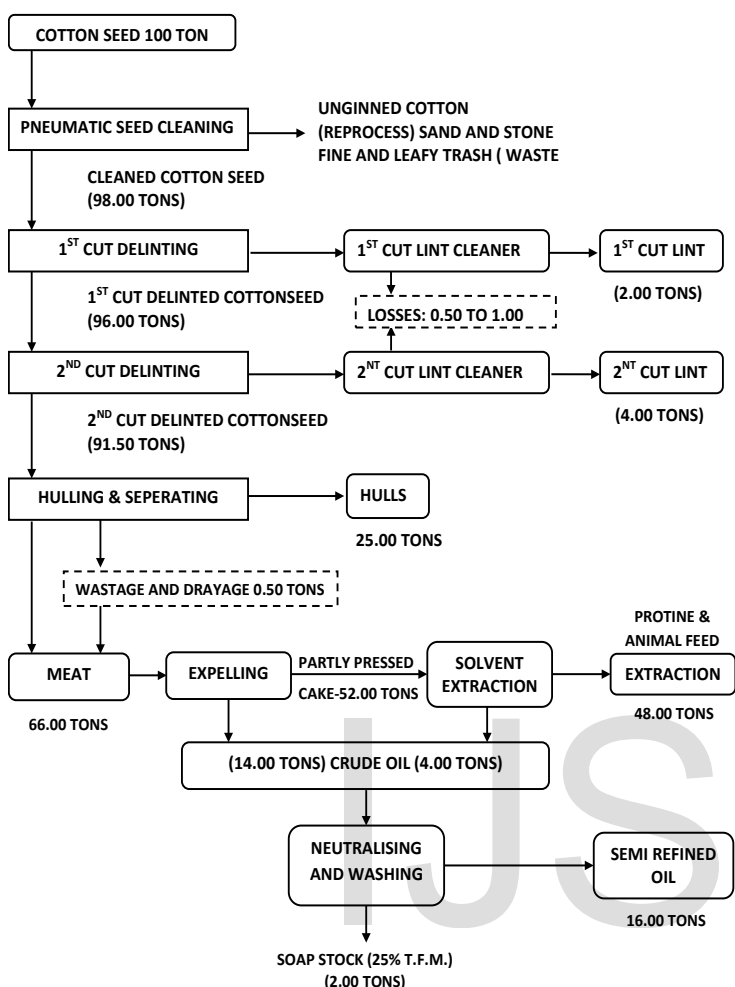 COTTON SEED 100 TON
PNEUMATIC SEED CLEANING
UNGINNED COTTON
(REPROCESS) SAND AND STONE
FINE AND LEAFY TRASH ( WASTE
CLEANED COTTON SEED
(98.00 TONS)
1ST CUT DELINTING
1ST CUT LINT CLEANER
1ST CUT LINT
(2.00 TONS)
1ST CUT DELINTED COTTONSEED
(96.00 TONS)
LOSSES: 0.50 TO 1.00
2ND CUT DELINTING
2NT CUT LINT CLEANER
2NT CUT LINT
(4.00 TONS)
2ND CUT DELINTED COTTONSEED
(91.50 TONS)
HULLING & SEPERATING
HULLS
25.00 TONS
WASTAGE AND DRAYAGE 0.50 TONS
PROTINE &
ANIMAL FEED
MEAT
66.00 TONS
EXPELLING
PARTLY PRESSED
CAKE-52.00 TONS
SOLVENT
EXTRACTION
EXTRACTION
48.00 TONS
(14.00 TONS) CRUDE OIL (4.00 TONS)
NEUTRALISING
AND WASHING
SEMI REFINED
OIL
16.00 TONS
SOAP STOCK (25% T.F.M.)
(2.00 TONS)
IJS